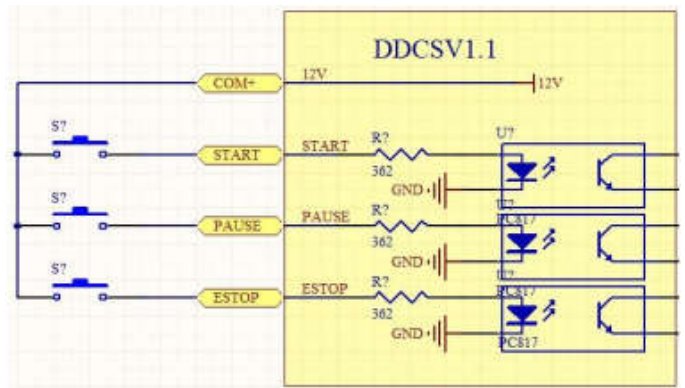 DDCSV1.1
COM+ 12V 12V
S? R? U?
START START
362
GND
S? R? U?
PC817
PAUSE PAUSE
362
GND
S? R? U?
PC817
ESTOP ESTOP
362
GND
PC817